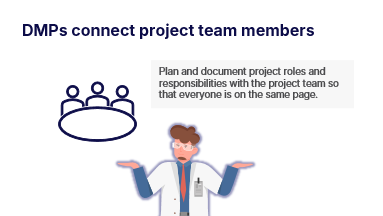 DMPs connect project team members
Plan and document project roles and
responsibilities with the project team so
that everyone is on the same page.